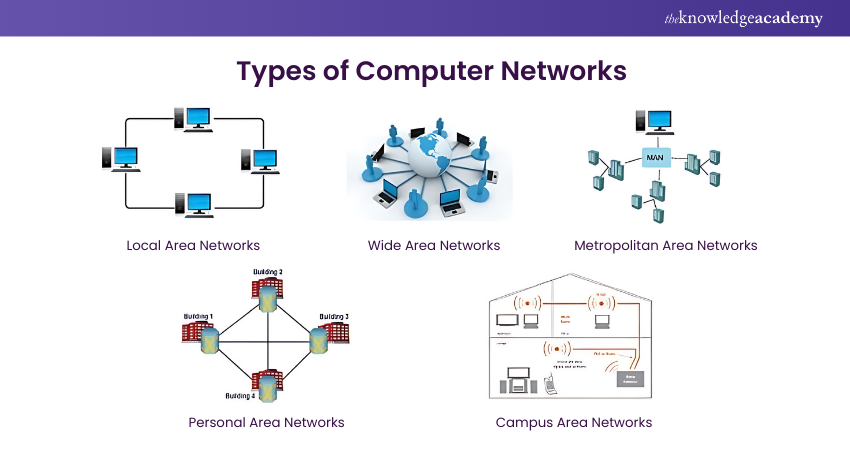 theknowledgeacademy
Types of Computer Networks
MAN
Local Area Networks
Wide Area Networks
Metropolitan Area Networks
Building 2
Building 1
Building 3
Building 4
Personal Area Networks
Campus Area Networks